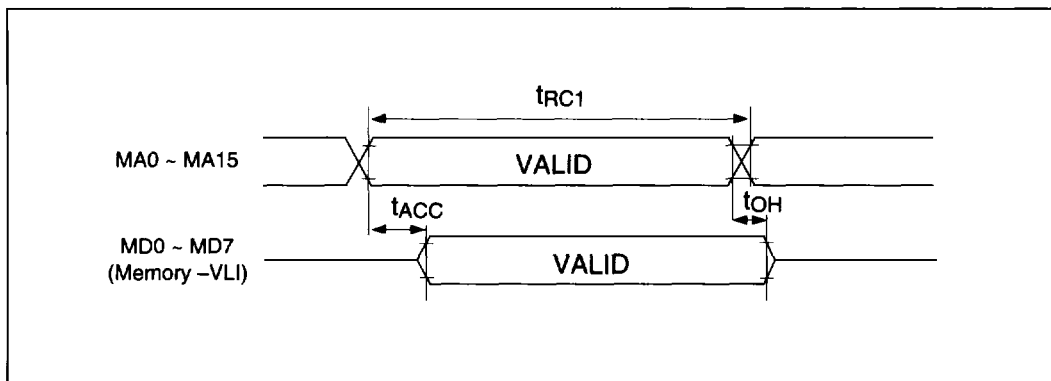 tRC1
MA0 ~ MA15
VALID
tACC
tOH
MD0 ~ MD7
(Memory –VLI)
VALID